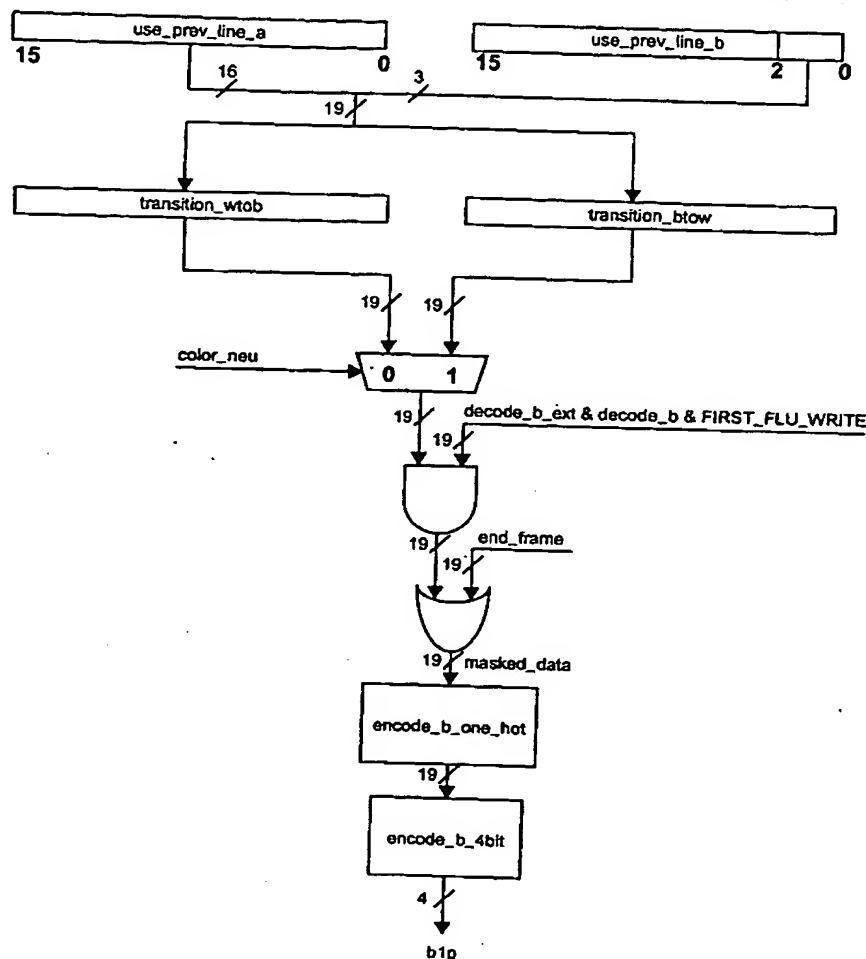 use_prev_line_a
use_prev_line_b
15
0
15
2
0
16
3
19
transition_wtob
transition_btow
19
19
color_neu
0
1
19
decode_b_ext & decode_b & FIRST_FLU_WRITE
19
19
end_frame
19
19
masked_data
encode_b_one_hot
19
encode_b_4bit
4
b1p